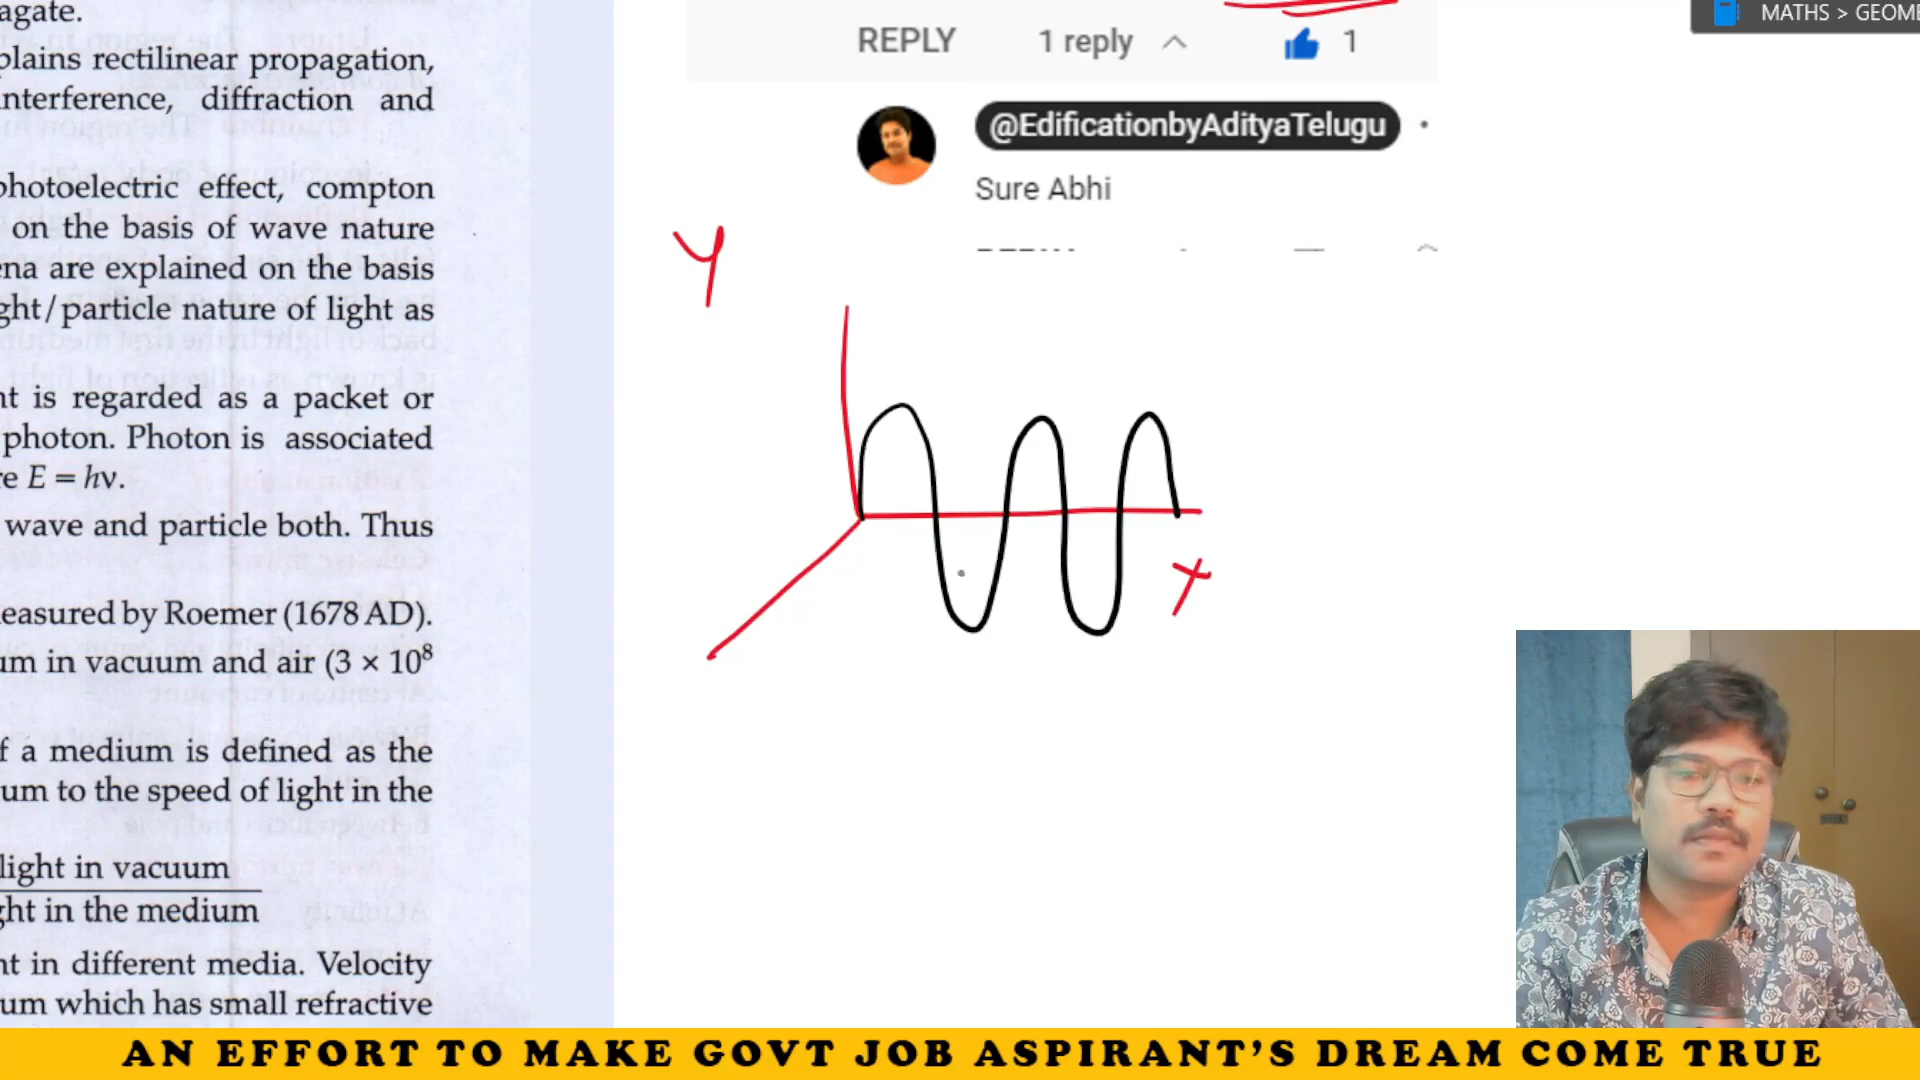 agate.
plains rectilinear propagation,
interference, diffraction and
photoelectric effect, compton
on the basis of wave nature
ena are explained on the basis
ght/particle nature of light as
nt is regarded as a packet or
photon. Photon is associated
re E = hν.
wave and particle both. Thus
easured by Roemer (1678 AD).
um in vacuum and air (3 × 10⁸
f a medium is defined as the
um to the speed of light in the
light in vacuum
ght in the medium
nt in different media. Velocity
um which has small refractive
MATHS > GEOME
REPLY 1 reply 1
@EdificationbyAdityaTelugu
Sure Abhi
Y
X
AN EFFORT TO MAKE GOVT JOB ASPIRANT'S DREAM COME TRUE